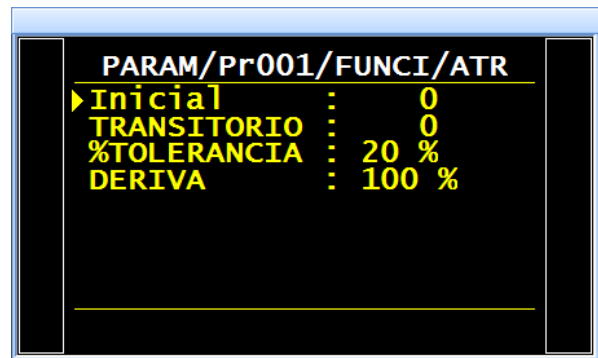 PARAM/Pr001/FUNCI/ATR
Inicial : 0
TRANSITORIO : 0
%TOLERANCIA : 20 %
DERIVA : 100 %